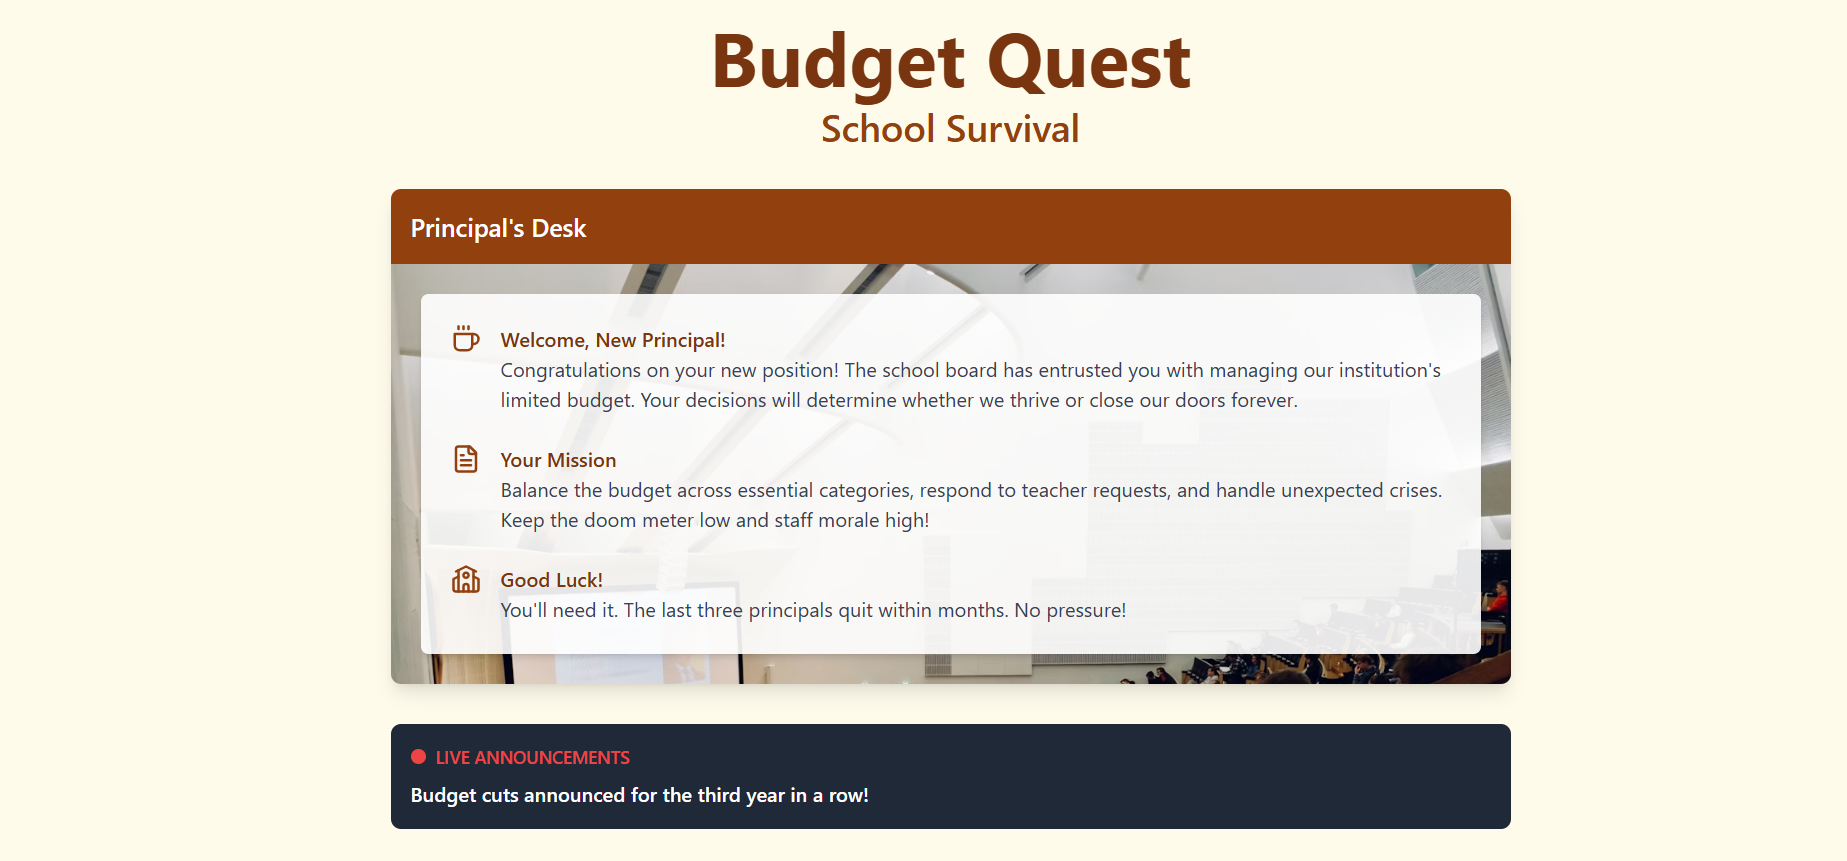 Budget Quest
School Survival
Principal's Desk
Welcome, New Principal!
Congratulations on your new position! The school board has entrusted you with managing our institution's
limited budget. Your decisions will determine whether we thrive or close our doors forever.
Your Mission
Balance the budget across essential categories, respond to teacher requests, and handle unexpected crises.
Keep the doom meter low and staff morale high!
Good Luck!
You'll need it. The last three principals quit within months. No pressure!
LIVE ANNOUNCEMENTS
Budget cuts announced for the third year in a row!